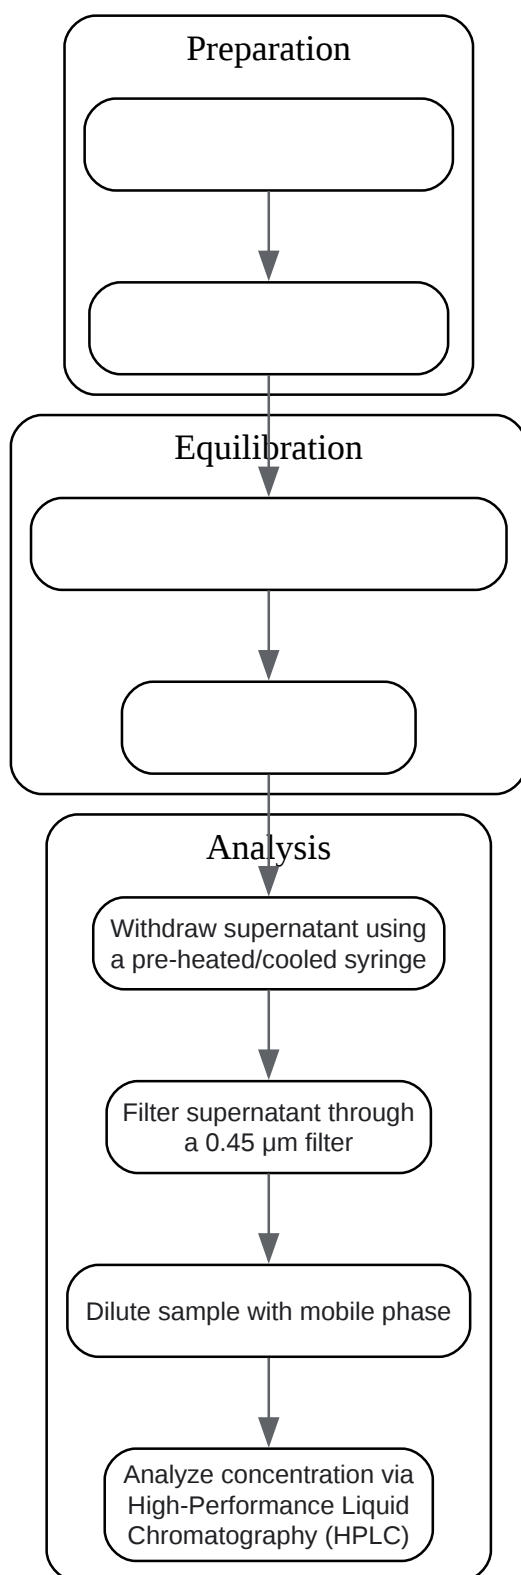 Preparation
Equilibration
Analysis
Withdraw supernatant using
a pre-heated/cooled syringe
Filter supernatant through
a 0.45 µm filter
Dilute sample with mobile phase
Analyze concentration via
High-Performance Liquid
Chromatography (HPLC)